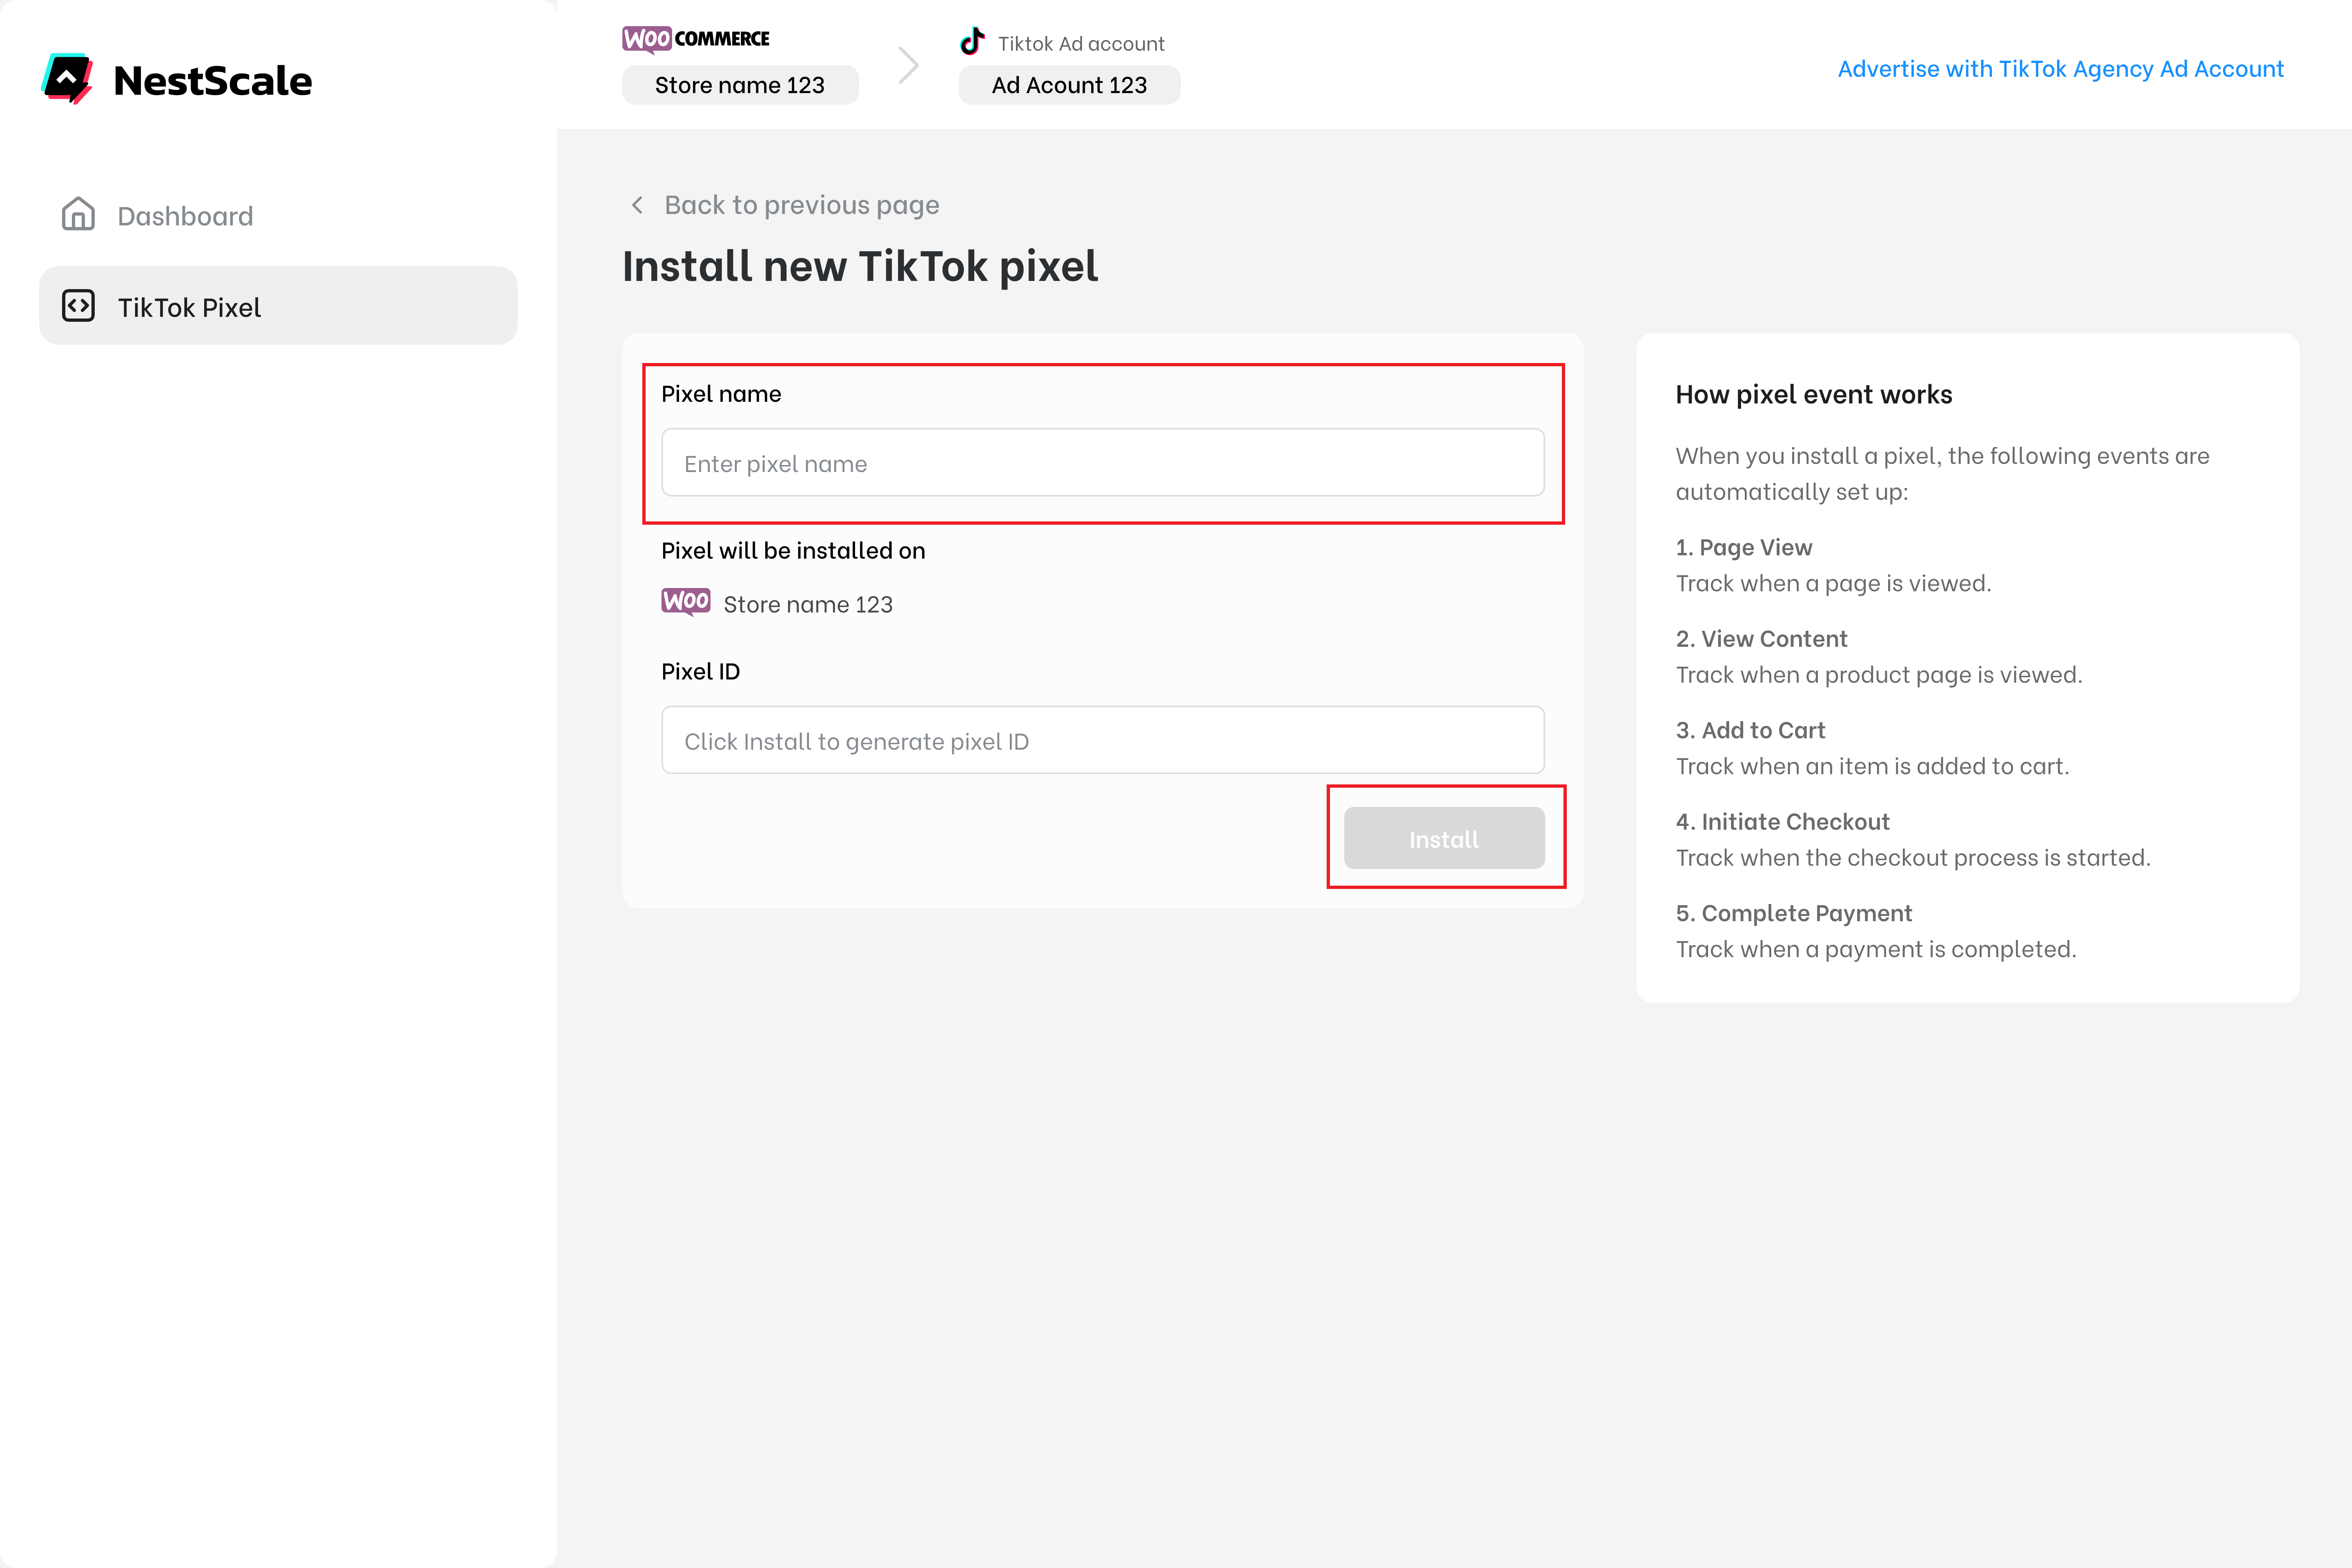 NestScale
Dashboard
TikTok Pixel
WOO COMMERCE
Store name 123
Tiktok Ad account
Ad Acount 123
Advertise with TikTok Agency Ad Account
Back to previous page
Install new TikTok pixel
Pixel name
Enter pixel name
Pixel will be installed on
WOO Store name 123
Pixel ID
Click Install to generate pixel ID
Install
How pixel event works
When you install a pixel, the following events are
automatically set up:
1. Page View
Track when a page is viewed.
2. View Content
Track when a product page is viewed.
3. Add to Cart
Track when an item is added to cart.
4. Initiate Checkout
Track when the checkout process is started.
5. Complete Payment
Track when a payment is completed.